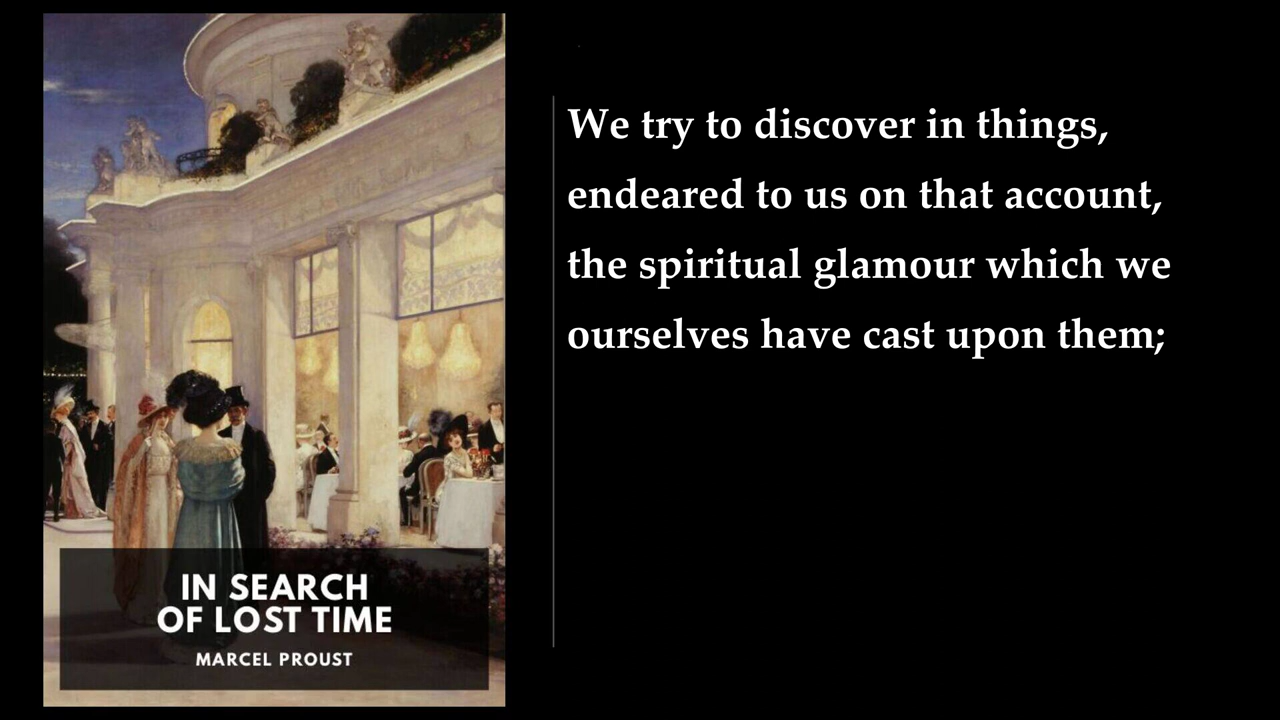 We try to discover in things,
endeared to us on that account,
the spiritual glamour which we
ourselves have cast upon them;
IN SEARCH
OF LOST TIME
MARCEL PROUST